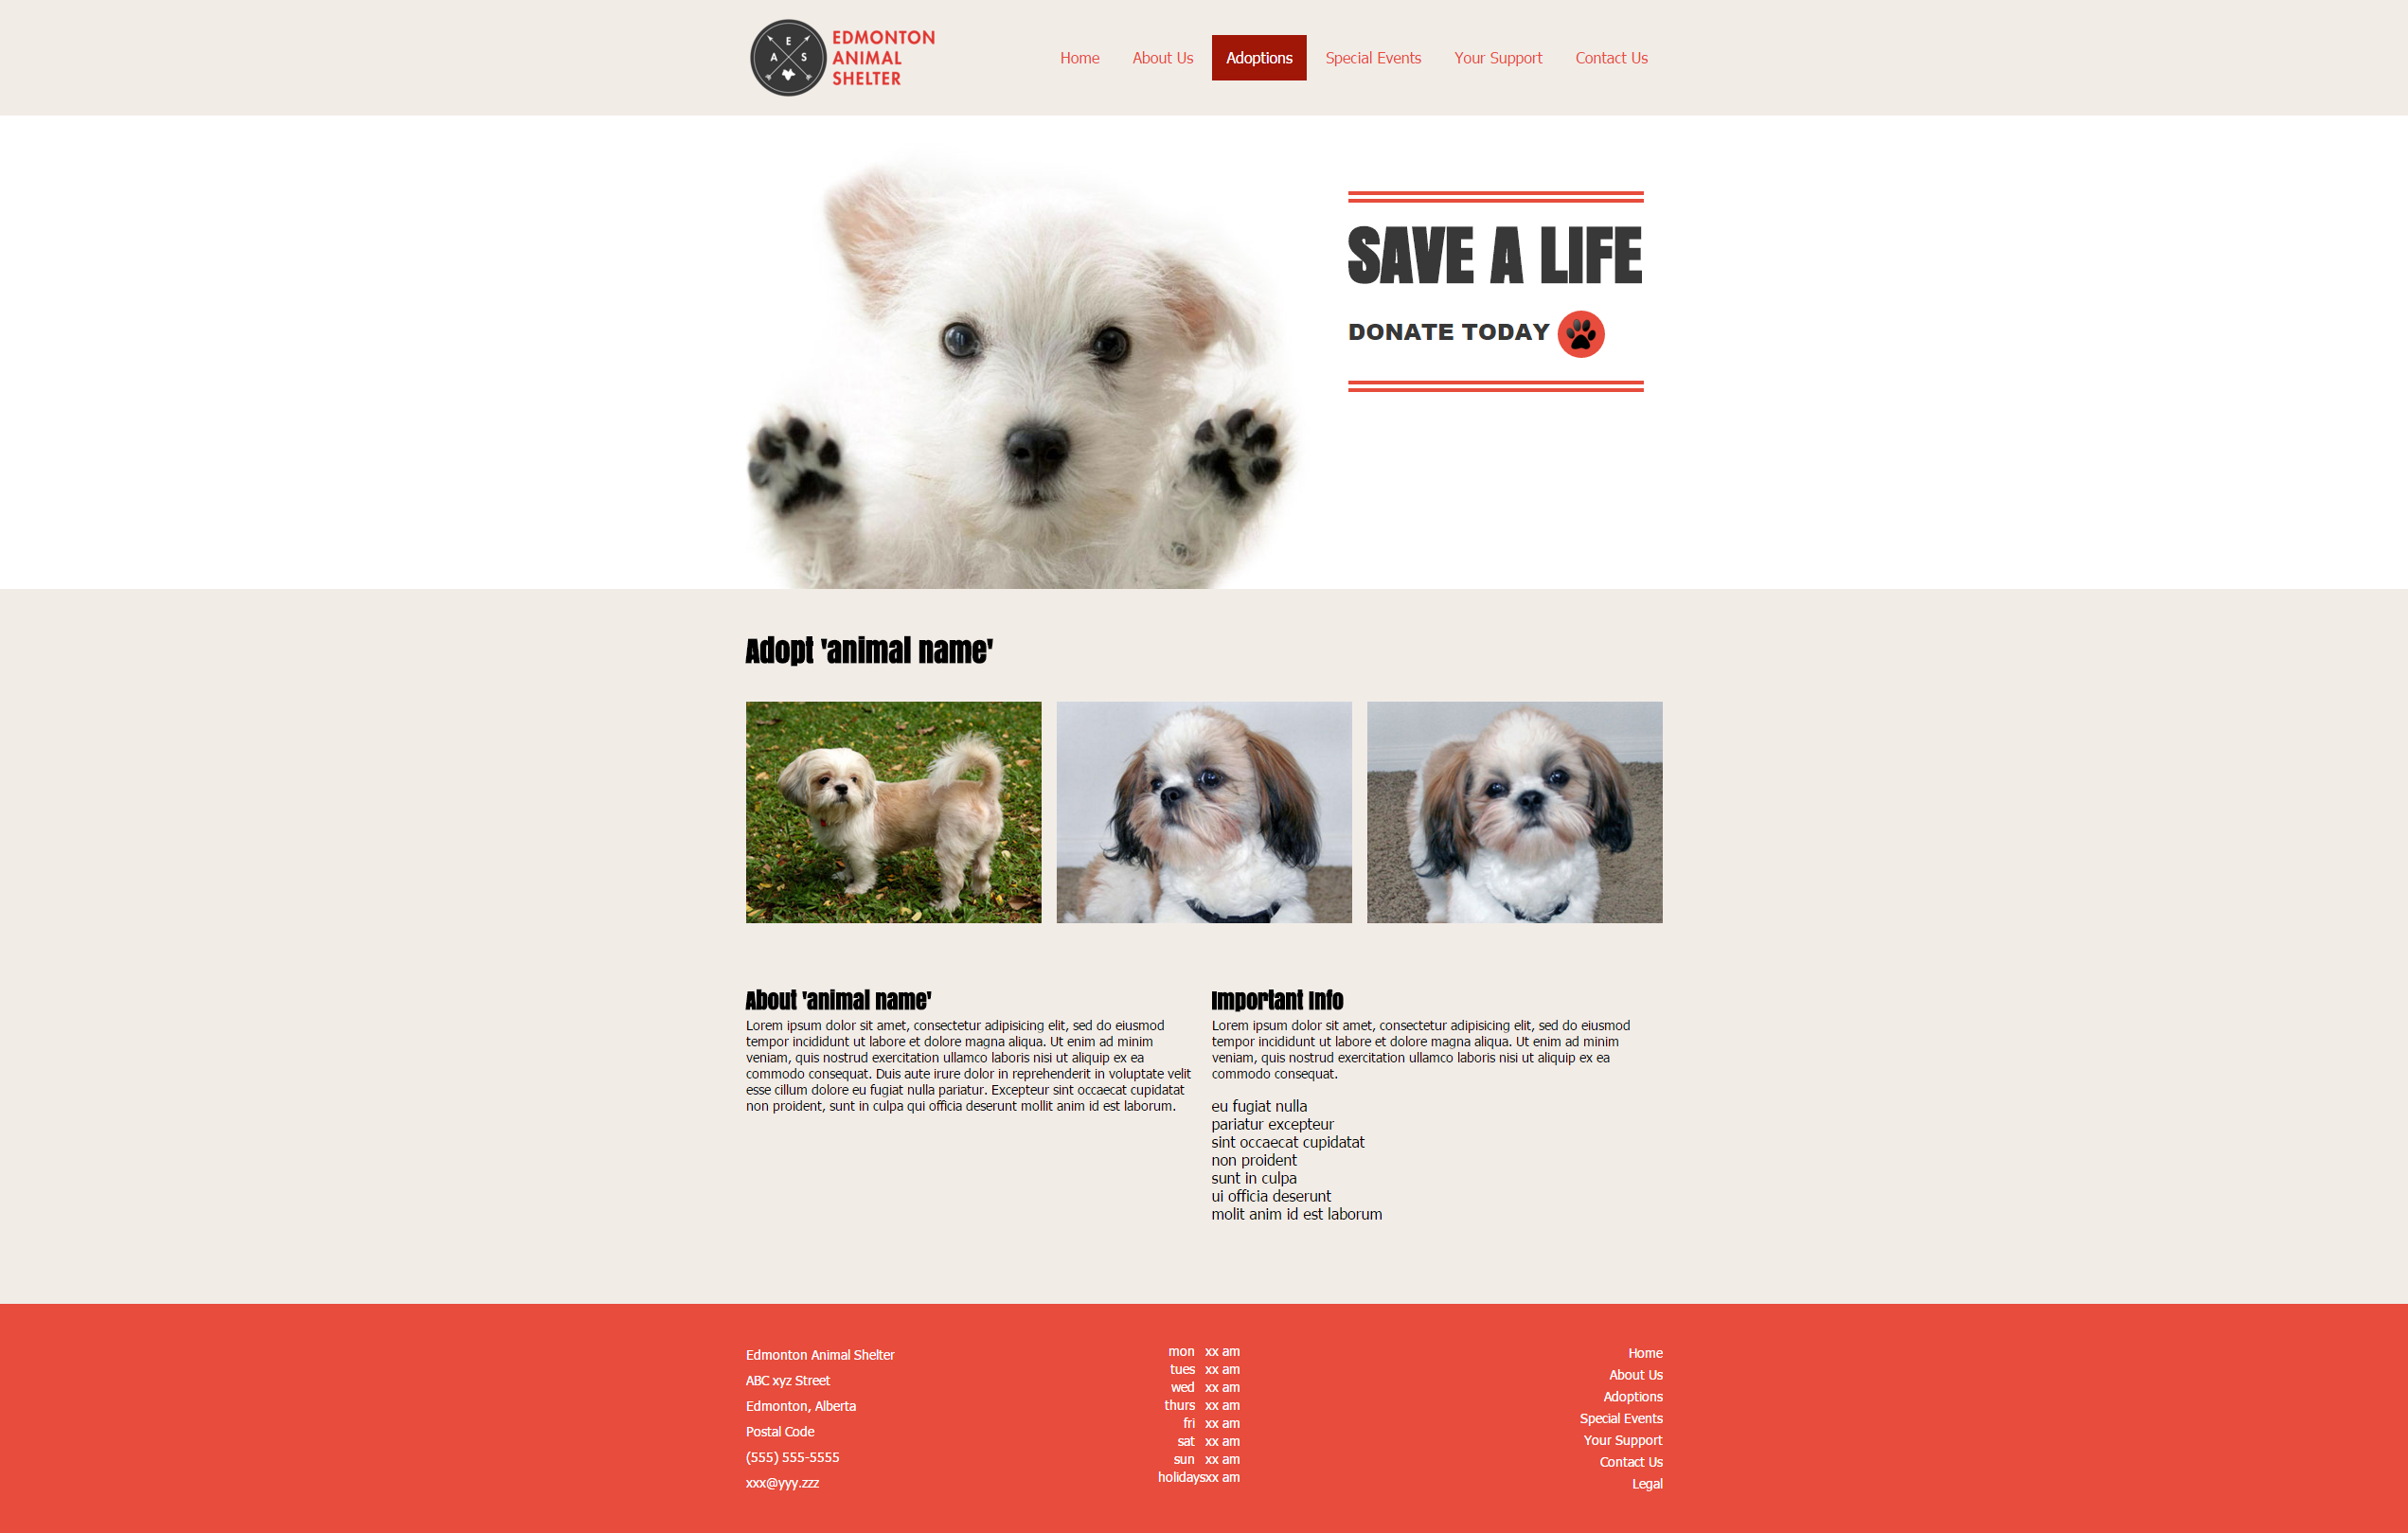 E
A S
EDMONTON
ANIMAL
SHELTER
Home About Us Adoptions Special Events Your Support Contact Us
SAVE A LIFE
DONATE TODAY
Adopt 'animal name'
About 'animal name'
Lorem ipsum dolor sit amet, consectetur adipisicing elit, sed do eiusmod
tempor incididunt ut labore et dolore magna aliqua. Ut enim ad minim
veniam, quis nostrud exercitation ullamco laboris nisi ut aliquip ex ea
commodo consequat. Duis aute irure dolor in reprehenderit in voluptate velit
esse cillum dolore eu fugiat nulla pariatur. Excepteur sint occaecat cupidatat
non proident, sunt in culpa qui officia deserunt mollit anim id est laborum.
Important Info
Lorem ipsum dolor sit amet, consectetur adipisicing elit, sed do eiusmod
tempor incididunt ut labore et dolore magna aliqua. Ut enim ad minim
veniam, quis nostrud exercitation ullamco laboris nisi ut aliquip ex ea
commodo consequat.
eu fugiat nulla
pariatur excepteur
sint occaecat cupidatat
non proident
sunt in culpa
ui officia deserunt
molit anim id est laborum
Edmonton Animal Shelter
ABC xyz Street
Edmonton, Alberta
Postal Code
(555) 555-5555
xxx@yyy.zzz
mon xx am
tues xx am
wed xx am
thurs xx am
fri xx am
sat xx am
sun xx am
holidaysxx am
Home
About Us
Adoptions
Special Events
Your Support
Contact Us
Legal